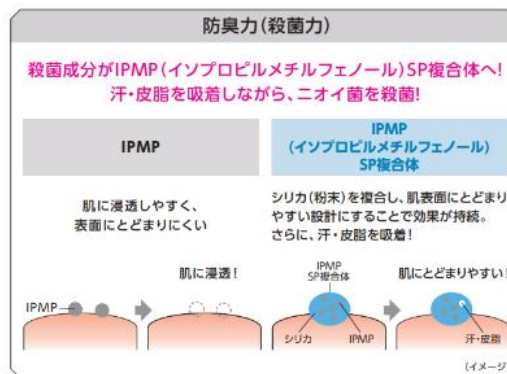 防臭力(殺菌力)
殺菌成分がIPMP(イソプロピルメチルフェノール)SP複合体へ!
汗・皮脂を吸着しながら、ニオイ菌を殺菌!
IPMP
肌に浸透しやすく、
表面にとどまりにくい
IPMP
(イソプロピルメチルフェノール)
SP複合体
シリカ(粉末)を複合し、肌表面にとどまり
やすい設計にすることで効果が持続。
さらに、汗・皮脂を吸着!
IPMP
肌に浸透!
IPMP
SP複合体
シリカ
IPMP
肌にとどまりやすい!
汗・皮脂
(イメージ